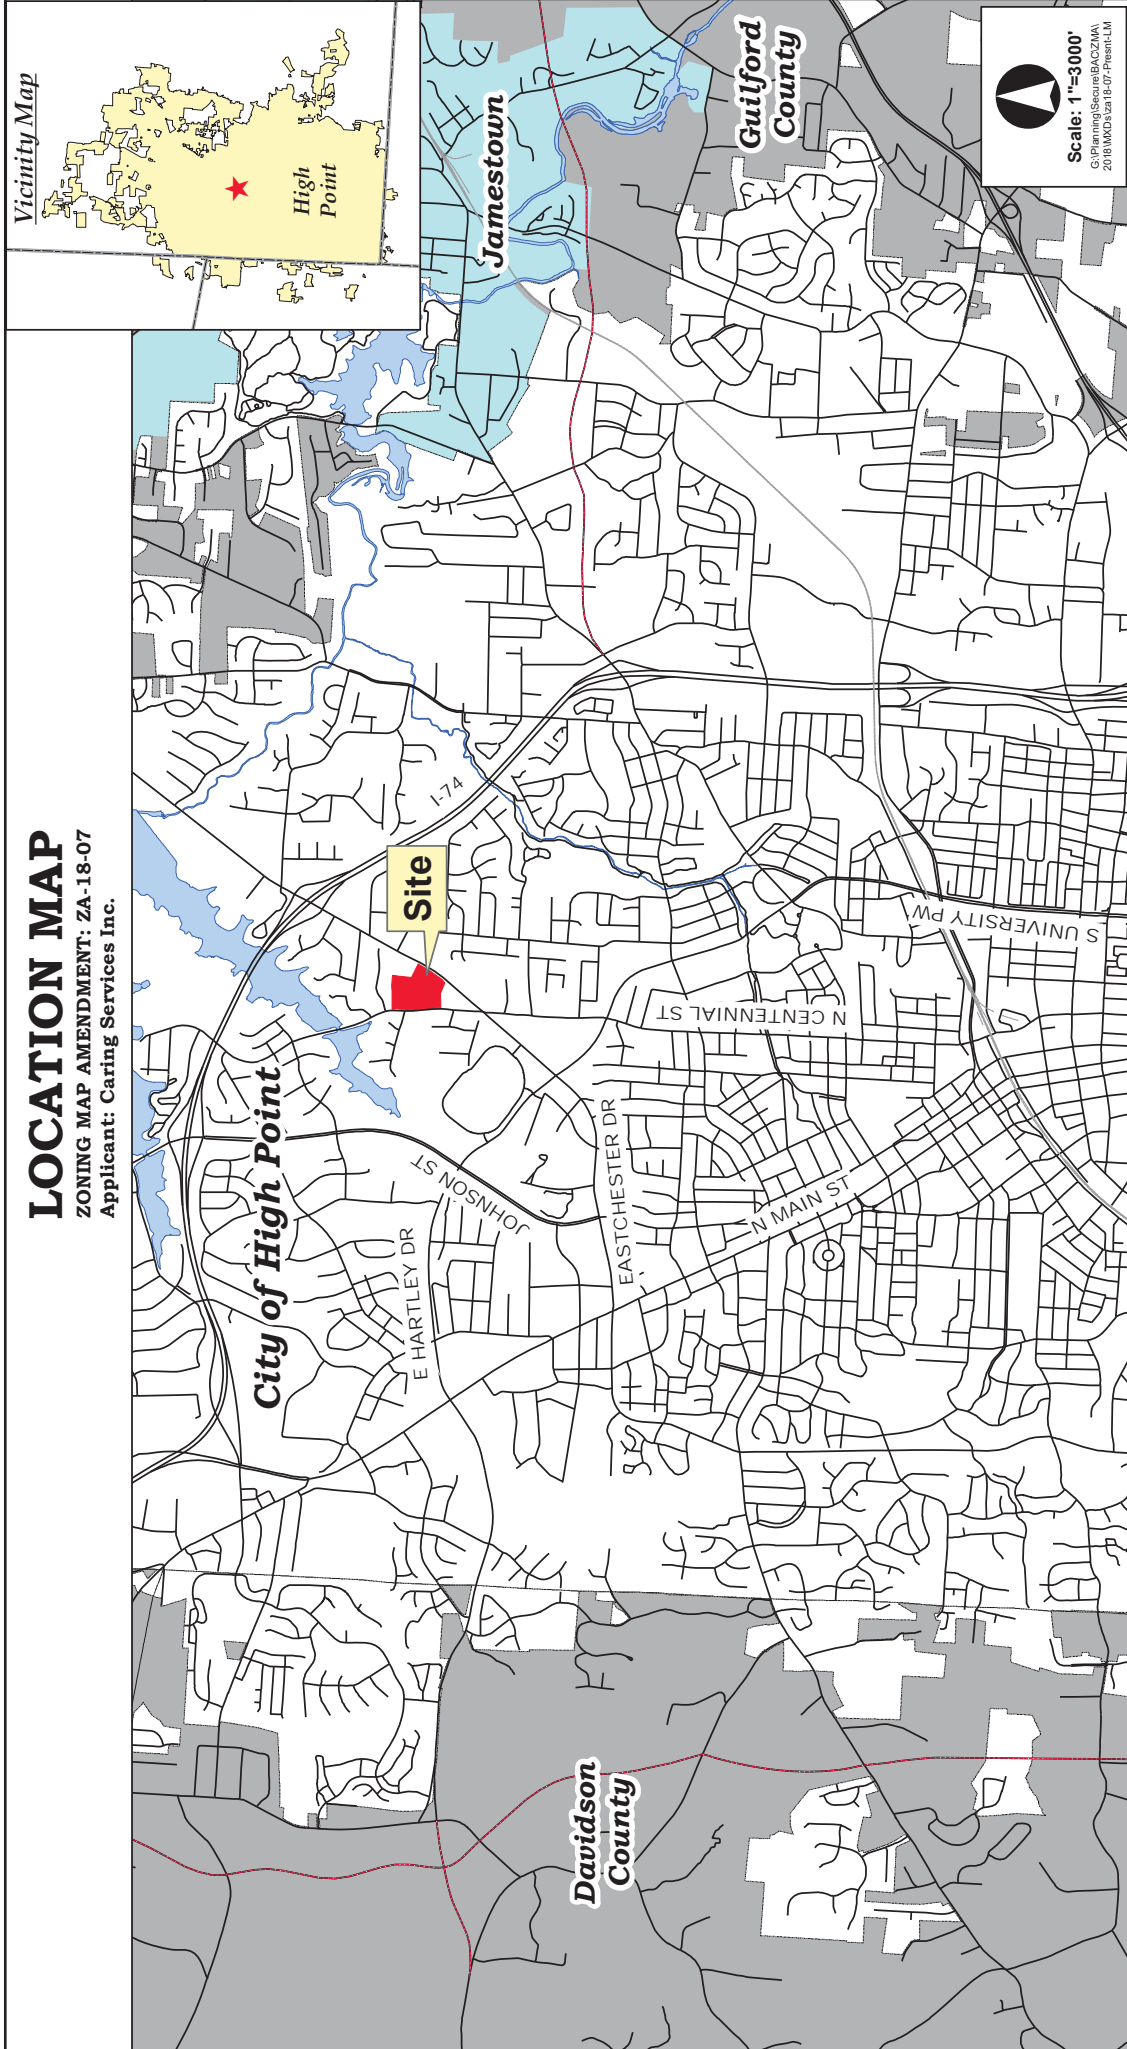 LOCATION MAP
ZONING MAP AMENDMENT: ZA-18-07
Applicant: Caring Services Inc.
Vicinity Map
High
Point
City of High Point
Jamestown
Guilford
County
Davidson
County
Site
I-74
JOHNSON ST
E HARTLEY DR
EASTCHESTER DR
N MAIN ST
N CENTENNIAL ST
S UNIVERSITY PW
Scale: 1"=3000'
G:\Planning\Secure\BAC\ZMA\
2018\MXDs\za18-07-Presnt-LM